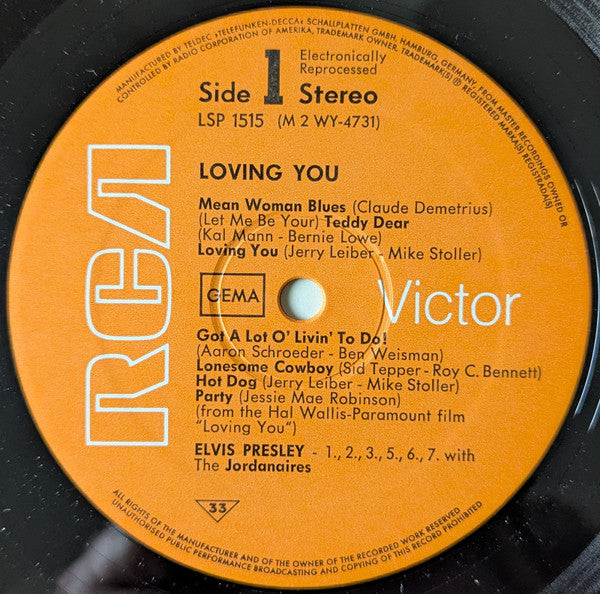 MANUFACTURED BY TELDEC »TELEFUNKEN-DECCA« SCHALLPLATTEN GMBH, HAMBURG, GERMANY, FROM MASTER RECORDINGS OWNED OR
CONTROLLED BY RADIO CORPORATION OF AMERICA, TRADEMARK OWNER, TRADEMARK(S) ® REGISTERED MARKA(S) REGISTRADA(S)
Electronically
Reprocessed
Side 1 Stereo
LSP 1515 (M 2 WY-4731)
LOVING YOU
Mean Woman Blues (Claude Demetrius)
(Let Me Be Your) Teddy Dear
(Kal Mann - Bernie Lowe)
Loving You (Jerry Leiber - Mike Stoller)
RCA
GEMA
Victor
Got A Lot O' Livin' To Do!
(Aaron Schroeder - Ben Weisman)
Lonesome Cowboy (Sid Tepper - Roy C. Bennett)
Hot Dog (Jerry Leiber - Mike Stoller)
Party (Jessie Mae Robinson)
(from the Hal Wallis-Paramount film
"Loving You")
ELVIS PRESLEY - 1., 2., 3., 5., 6., 7. with
The Jordanaires
33
ALL RIGHTS OF THE MANUFACTURER AND OF THE OWNER OF THE RECORDED WORK RESERVED
UNAUTHORISED PUBLIC PERFORMANCE BROADCASTING AND COPYING OF THIS RECORD PROHIBITED